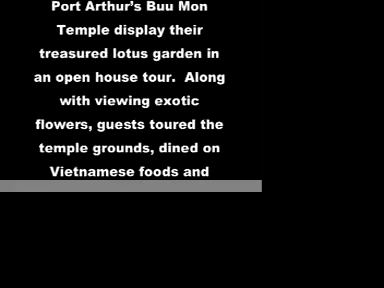 Port Arthur’s Buu Mon
Temple display their
treasured lotus garden in
an open house tour.  Along
with viewing exotic
flowers, guests toured the
temple grounds, dined on
Vietnamese foods and